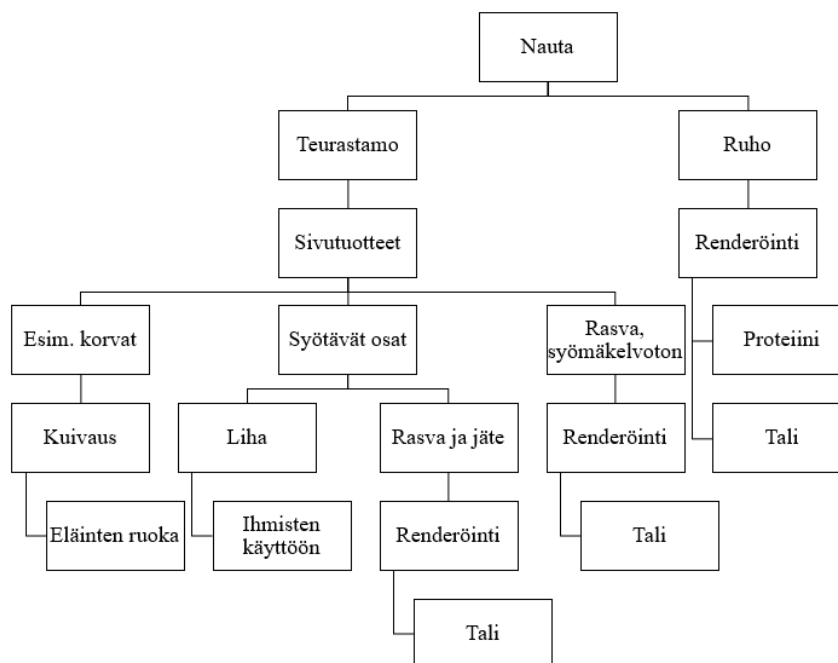 Nauta
Teurastamo
Ruho
Sivutuotteet
Renderöinti
Esim. korvat
Syötävät osat
Rasva,
syömäkelvoton
Proteiini
Kuivaus
Liha
Rasva ja jäte
Renderöinti
Tali
Eläinten ruoka
Ihmisten
käyttöön
Renderöinti
Tali
Tali